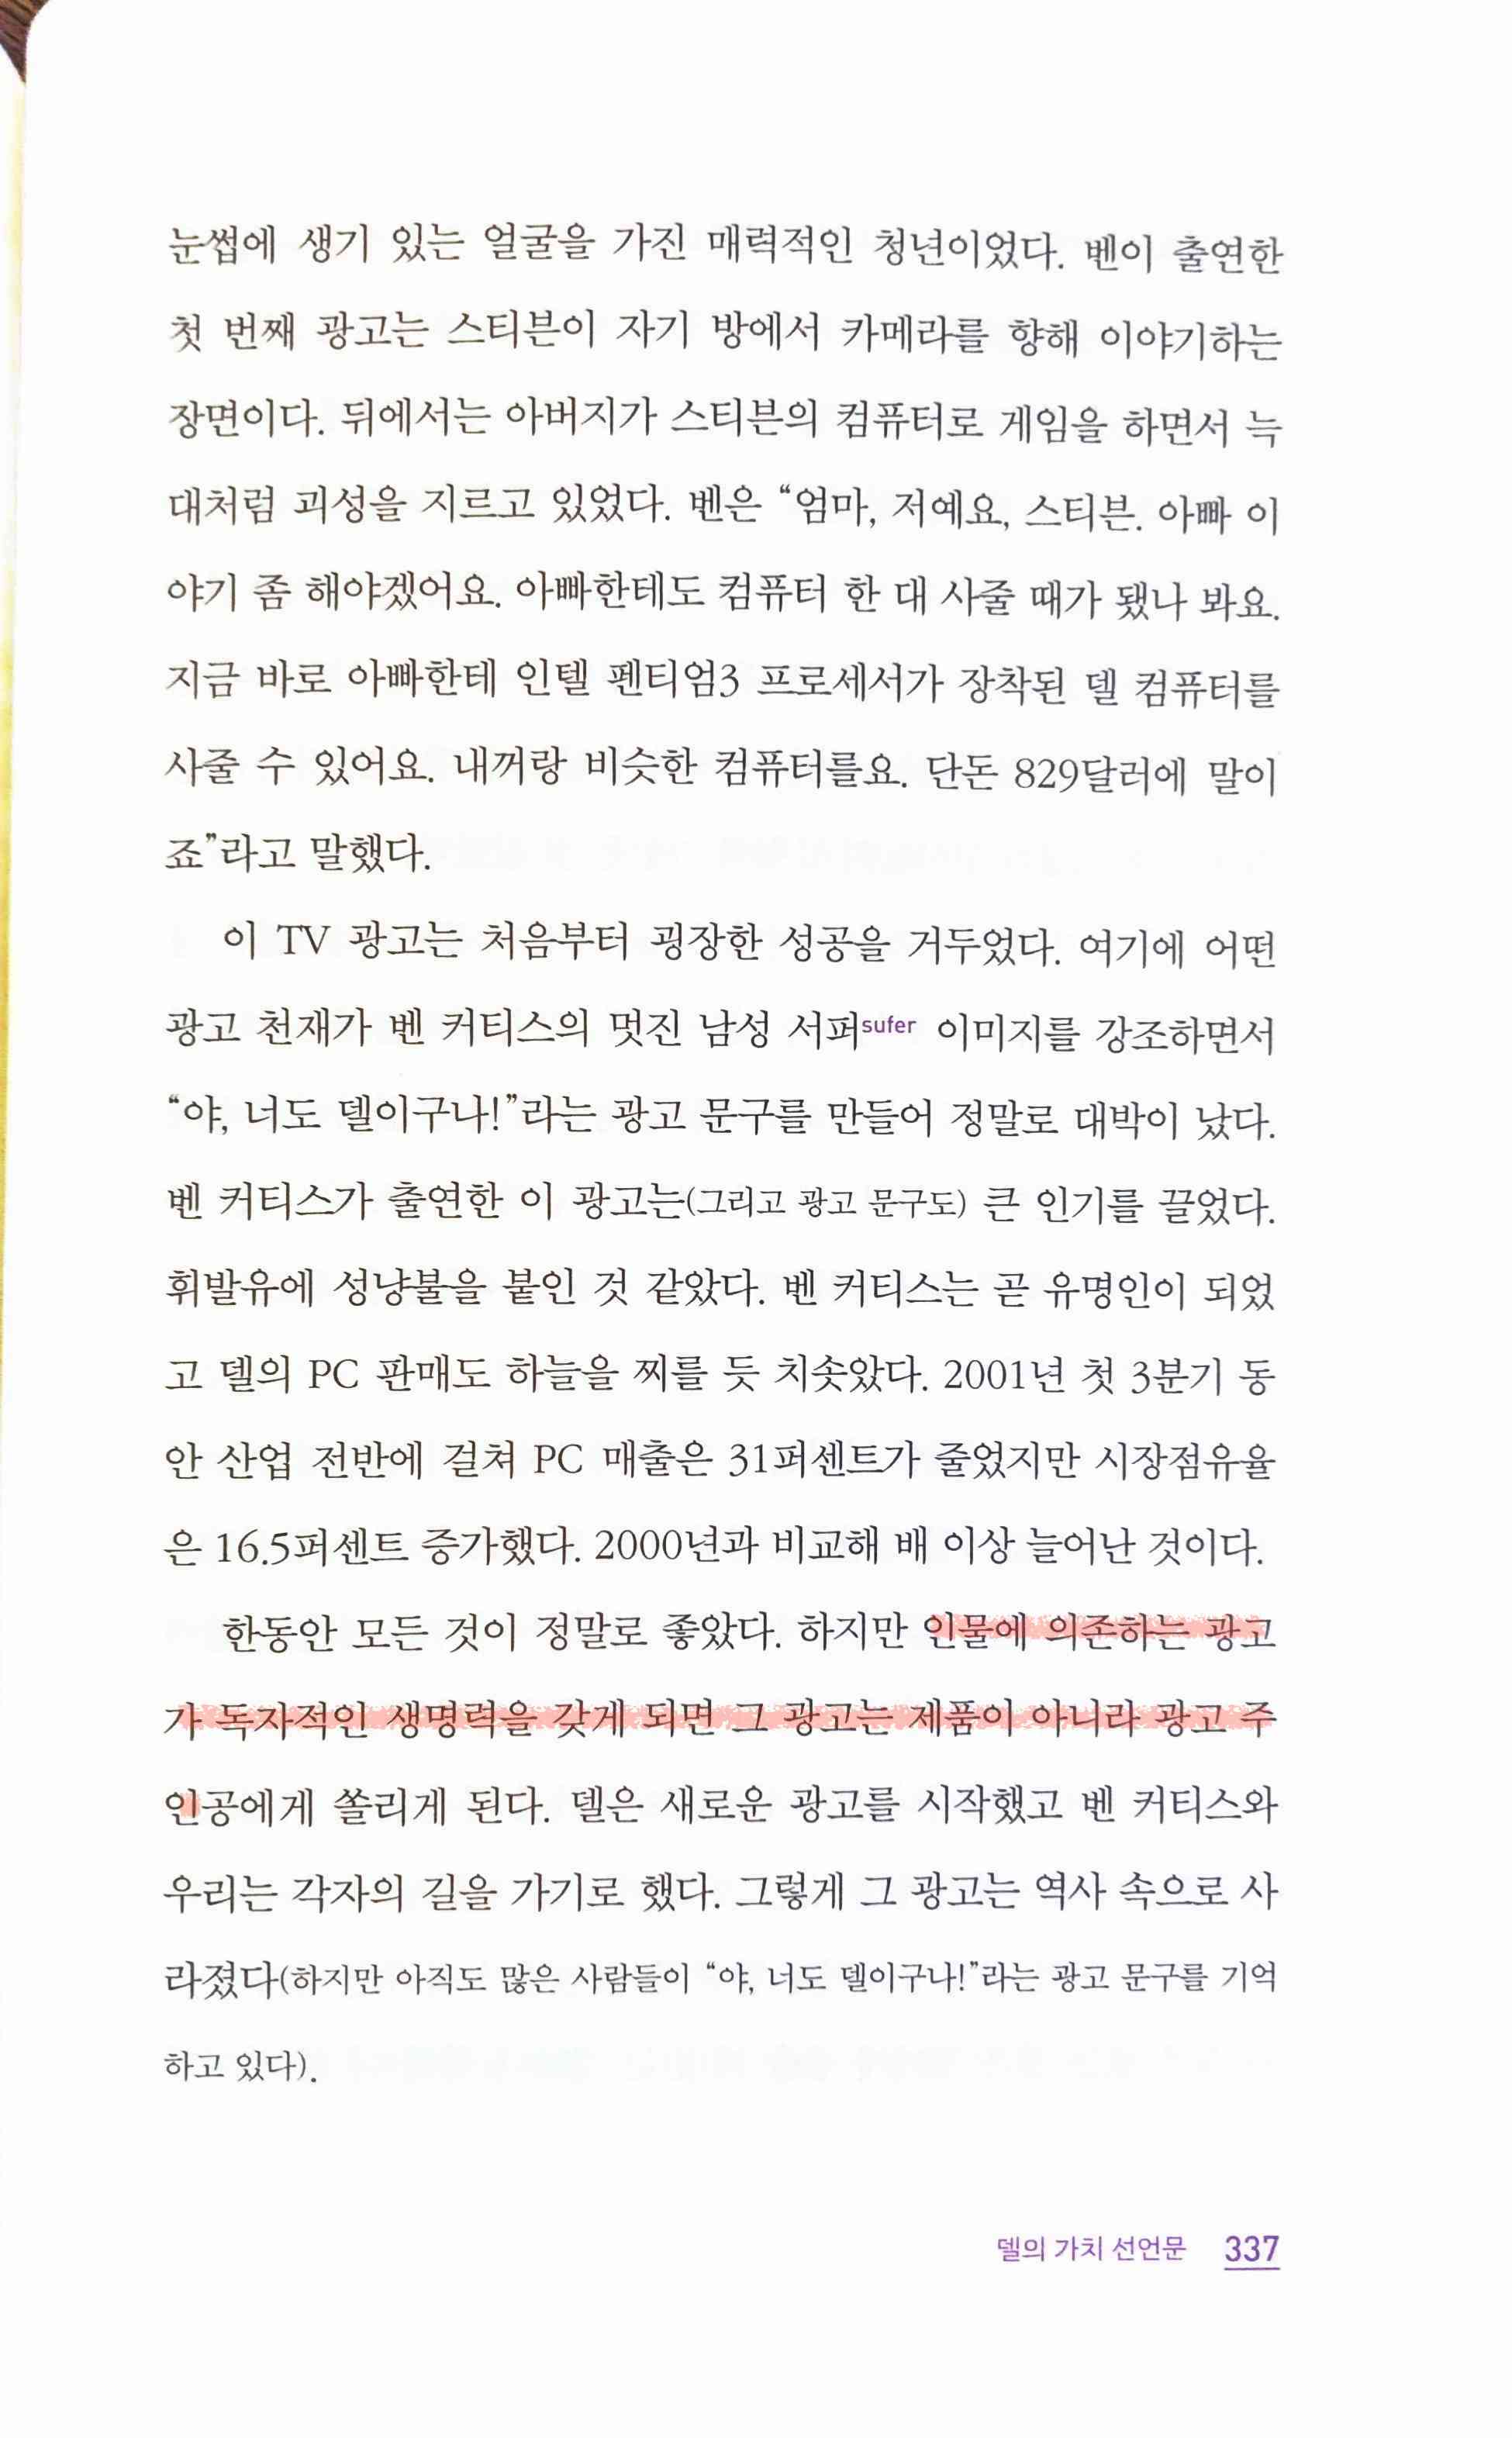 눈썹에 생기 있는 얼굴을 가진 매력적인 청년이었다. 벤이 출연한
첫 번째 광고는 스티븐이 자기 방에서 카메라를 향해 이야기하는
장면이다. 뒤에서는 아버지가 스티븐의 컴퓨터로 게임을 하면서 늑
대처럼 괴성을 지르고 있었다. 벤은 “엄마, 저예요, 스티븐. 아빠 이
야기 좀 해야겠어요. 아빠한테도 컴퓨터 한 대 사줄 때가 됐나 봐요.
지금 바로 아빠한테 인텔 펜티엄3 프로세서가 장착된 델 컴퓨터를
사줄 수 있어요. 내꺼랑 비슷한 컴퓨터를요. 단돈 829달러에 말이
죠”라고 말했다.
이 TV 광고는 처음부터 굉장한 성공을 거두었다. 여기에 어떤
광고 천재가 벤 커티스의 멋진 남성 서퍼sufer 이미지를 강조하면서
“야, 너도 델이구나!”라는 광고 문구를 만들어 정말로 대박이 났다.
벤 커티스가 출연한 이 광고는(그리고 광고 문구도) 큰 인기를 끌었다.
휘발유에 성냥불을 붙인 것 같았다. 벤 커티스는 곧 유명인이 되었
고 델의 PC 판매도 하늘을 찌를 듯 치솟았다. 2001년 첫 3분기 동
안 산업 전반에 걸쳐 PC 매출은 31퍼센트가 줄었지만 시장점유율
은 16.5퍼센트 증가했다. 2000년과 비교해 배 이상 늘어난 것이다.
한동안 모든 것이 정말로 좋았다. 하지만 인물에 의존하는 광고
가 독자적인 생명력을 갖게 되면 그 광고는 제품이 아니라 광고 주
인공에게 쏠리게 된다. 델은 새로운 광고를 시작했고 벤 커티스와
우리는 각자의 길을 가기로 했다. 그렇게 그 광고는 역사 속으로 사
라졌다(하지만 아직도 많은 사람들이 “야, 너도 델이구나!”라는 광고 문구를 기억
하고 있다).
델의 가치 선언문 337